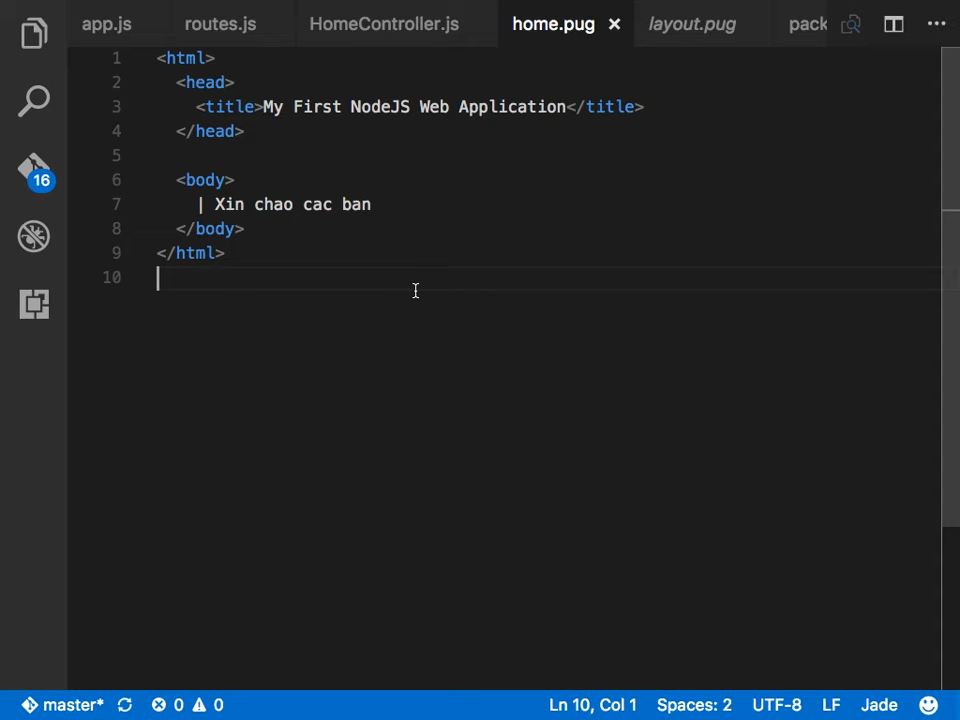 app.js routes.js HomeController.js home.pug layout.pug pack
1 <html>
2 <head>
3 <title>My First NodeJS Web Application</title>
4 </head>
5
6 <body>
7 | Xin chao cac ban
8 </body>
9 </html>
10
16
master* 0 0 Ln 10, Col 1 Spaces: 2 UTF-8 LF Jade